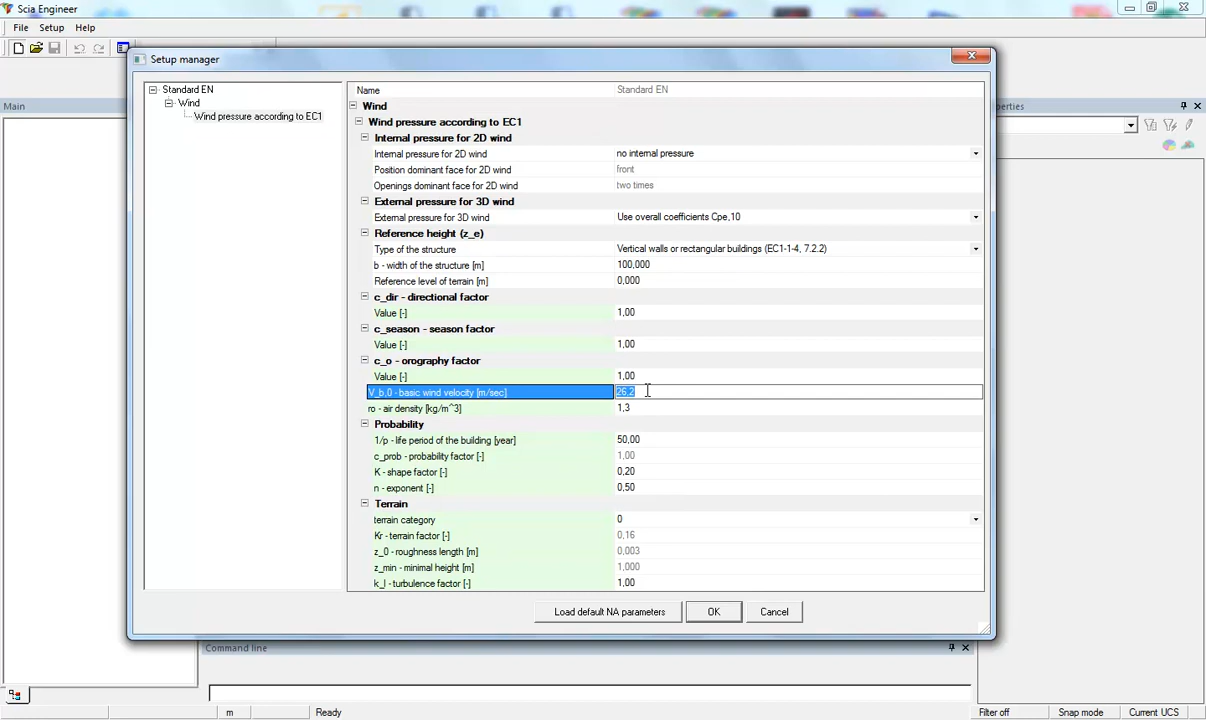 Scia Engineer
File Setup Help
Setup manager
Main
perties
Standard EN
Wind
Wind pressure according to EC1
Name Standard EN
Wind
Wind pressure according to EC1
Internal pressure for 2D wind
Internal pressure for 2D wind no internal pressure
Position dominant face for 2D wind front
Openings dominant face for 2D wind two times
External pressure for 3D wind
External pressure for 3D wind Use overall coefficients Cpe,10
Reference height (z_e)
Type of the structure Vertical walls or rectangular buildings (EC1-1-4, 7.2.2)
b - width of the structure [m] 100,000
Reference level of terrain [m] 0,000
c_dir - directional factor
Value [-] 1,00
c_season - season factor
Value [-] 1,00
c_o - orography factor
Value [-] 1,00
V_b,0 - basic wind velocity [m/sec] 26,2
ro - air density [kg/m^3] 1,3
Probability
1/p - life period of the building [year] 50,00
c_prob - probability factor [-] 1,00
K - shape factor [-] 0,20
n - exponent [-] 0,50
Terrain
terrain category 0
Kr - terrain factor [-] 0,16
z_0 - roughness length [m] 0,003
z_min - minimal height [m] 1,000
k_I - turbulence factor [-] 1,00
Load default NA parameters OK Cancel
Command line
m Ready Filter off Snap mode Current UCS